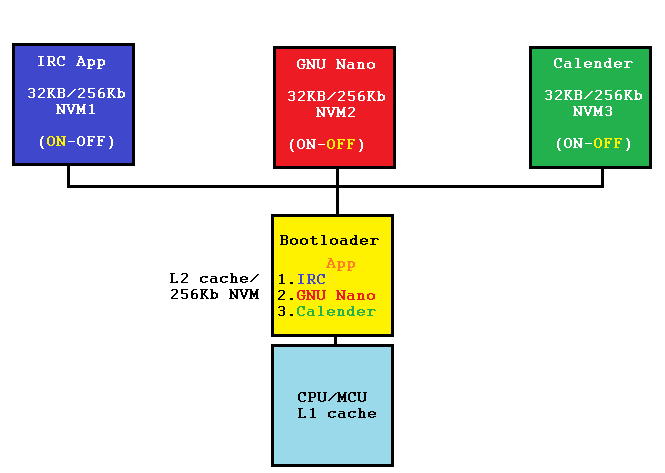 IRC App
32KB/256Kb
NVM1
(ON-OFF)
GNU Nano
32KB/256Kb
NVM2
(ON-OFF)
Calender
32KB/256Kb
NVM3
(ON-OFF)
Bootloader
App
1.IRC
2.GNU Nano
3.Calender
L2 cache/
256Kb NVM
CPU/MCU
L1 cache